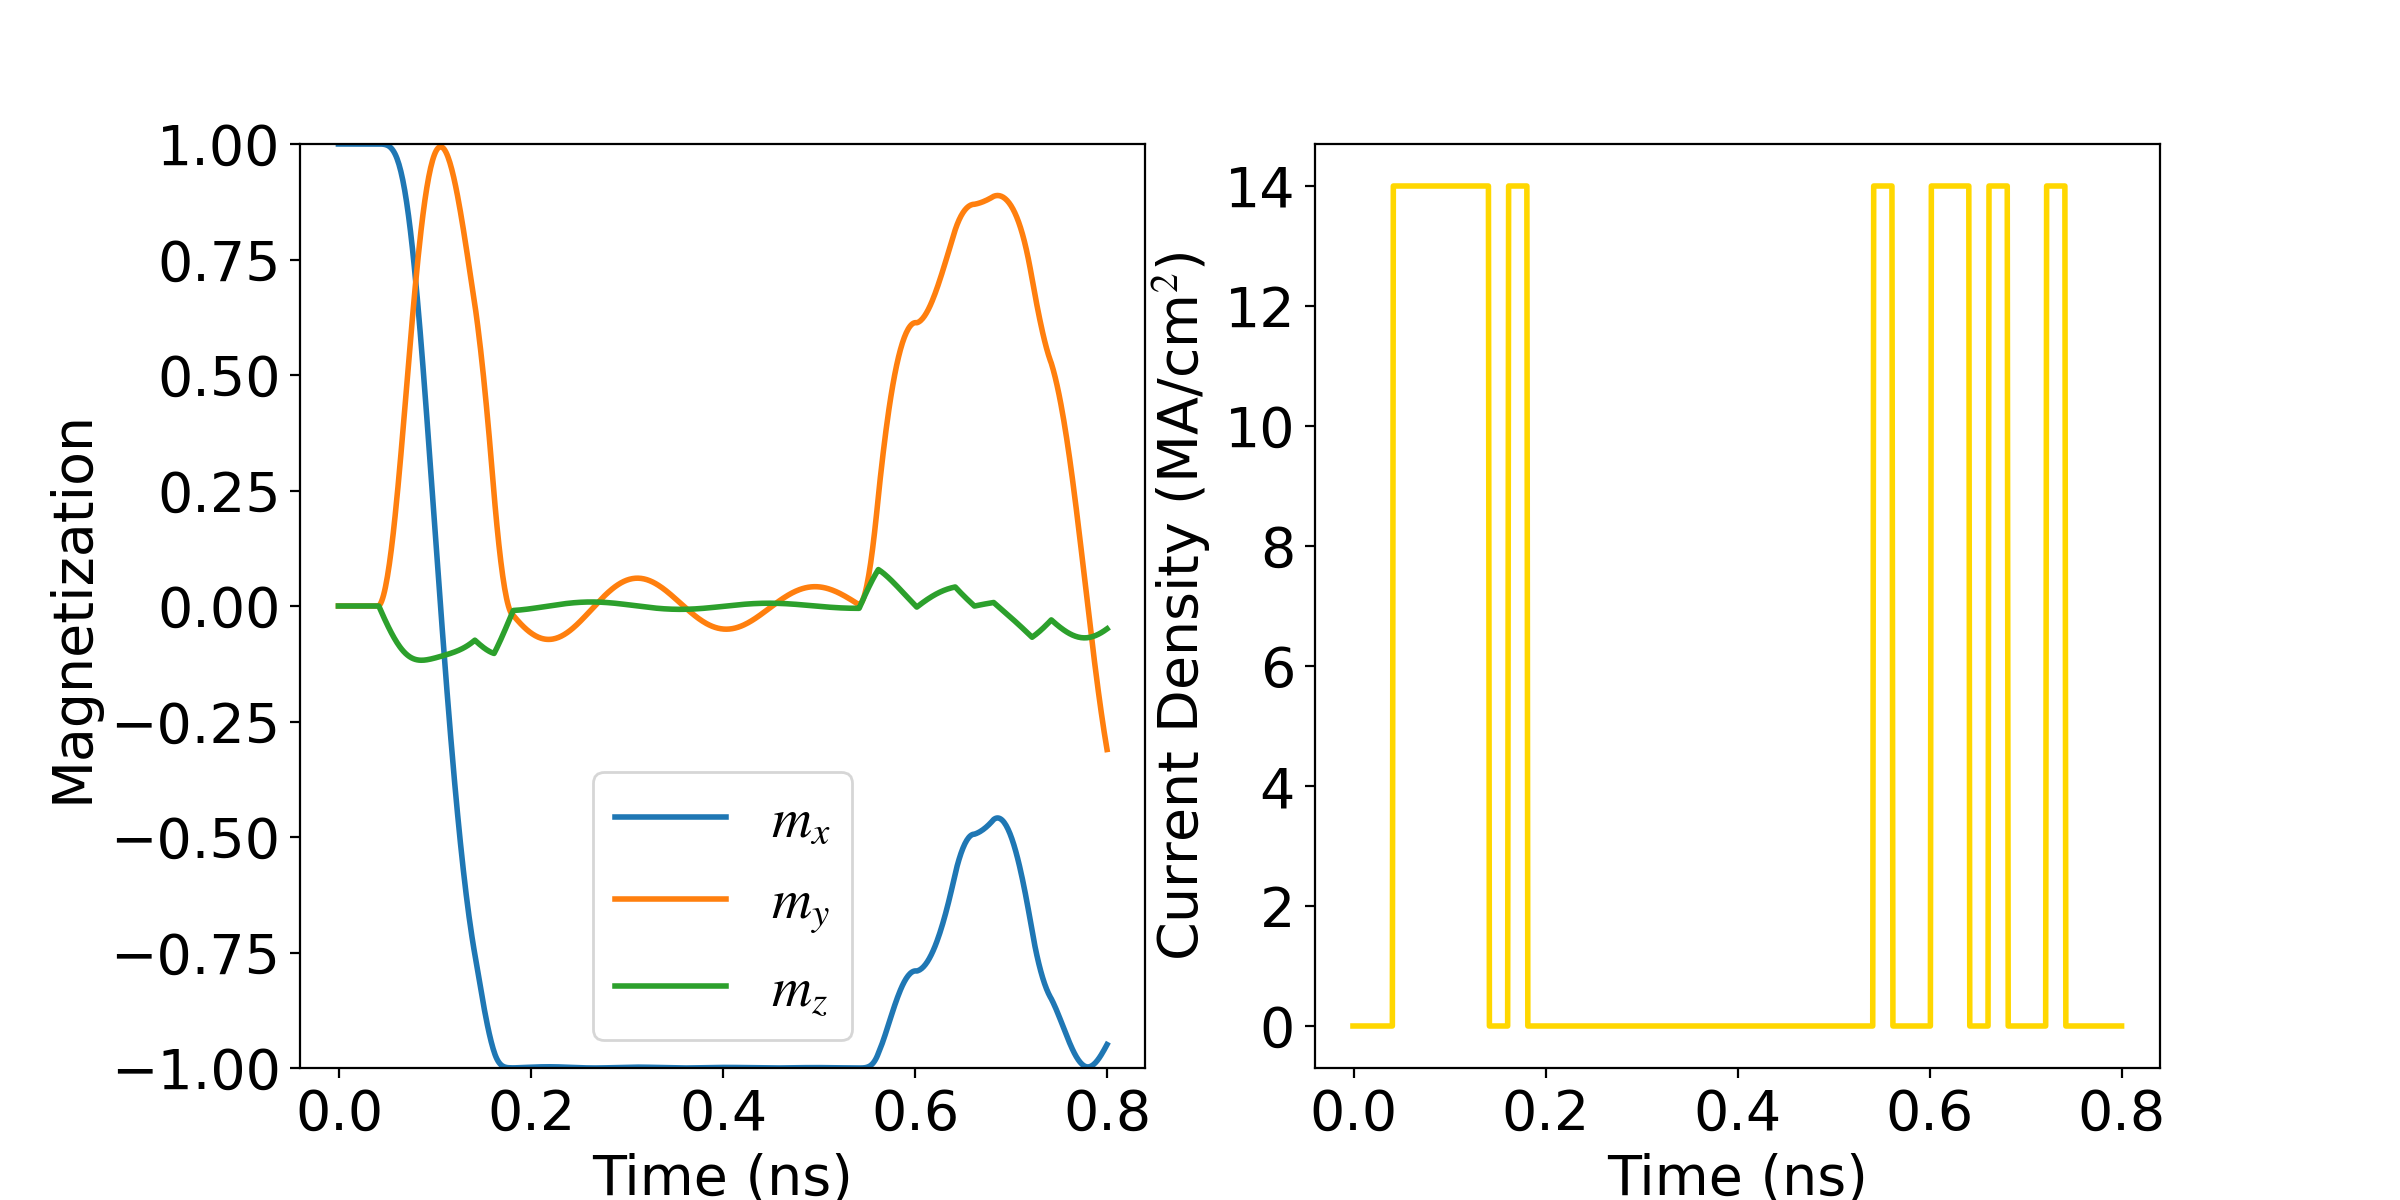 Magnetization
1.00
0.75
0.50
0.25
0.00
−0.25
−0.50
−0.75
−1.00
0.0 0.2 0.4 0.6 0.8
Time (ns)
m_x
m_y
m_z
Current Density (MA/cm²)
14
12
10
8
6
4
2
0
0.0 0.2 0.4 0.6 0.8
Time (ns)